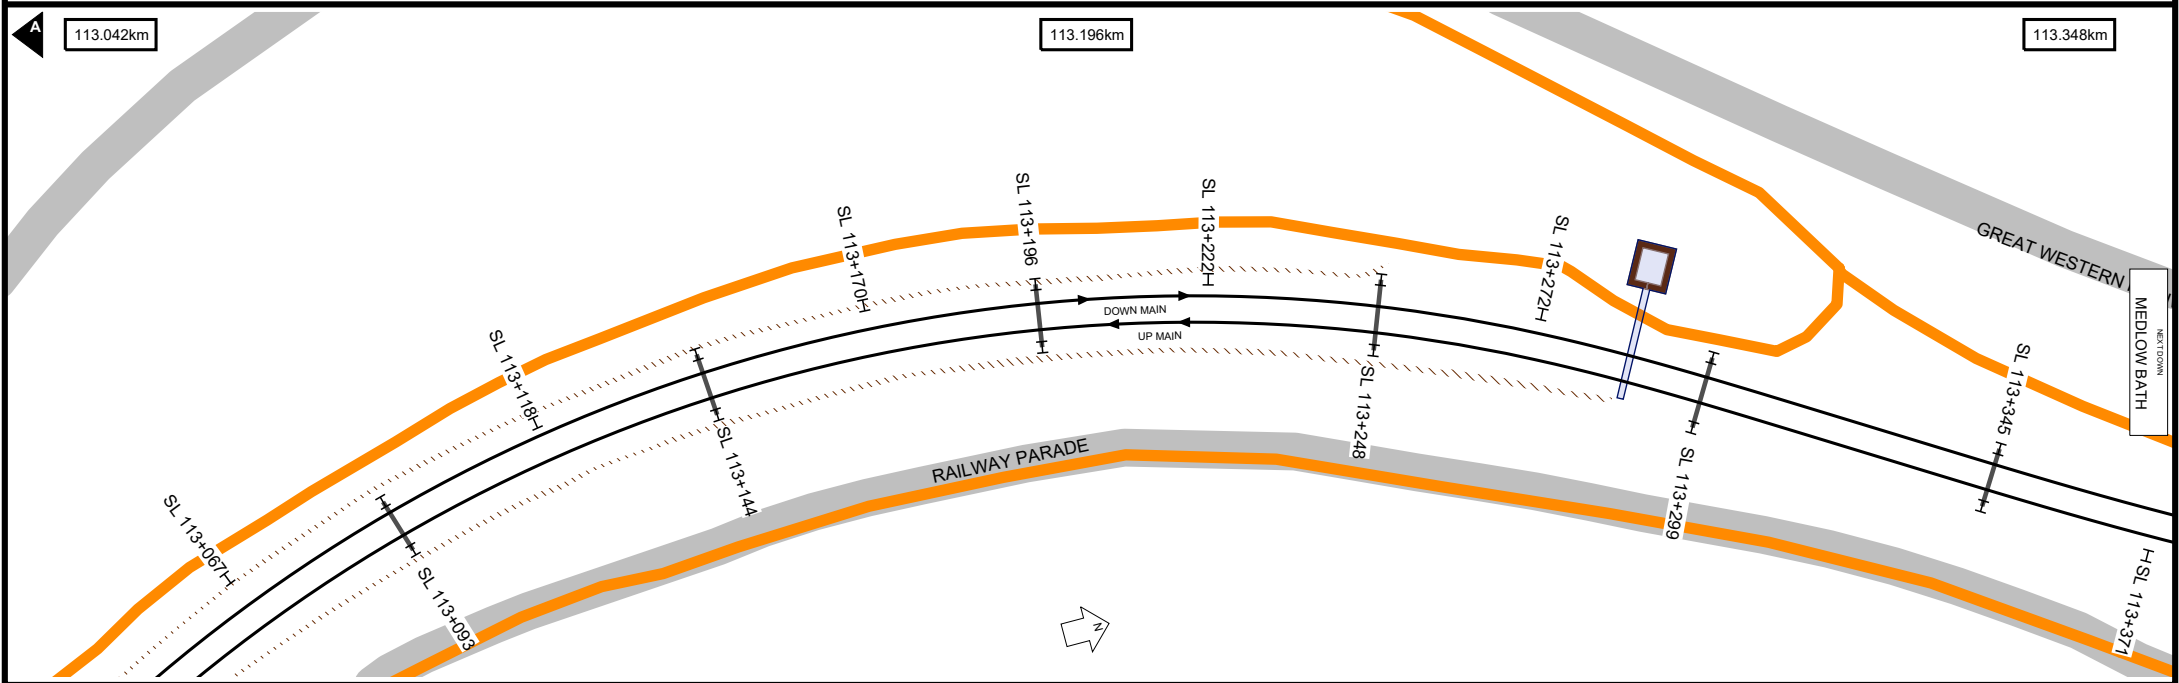 A
113.042km
113.196km
113.348km
SL 113+067
SL 113+093
SL 113+118
SL 113+144
SL 113+170
SL 113+196
SL 113+222
SL 113+248
SL 113+272
SL 113+299
SL 113+345
SL 113+371
DOWN MAIN
UP MAIN
RAILWAY PARADE
GREAT WESTERN
NEXT DOWN
MEDLOW BATH
N